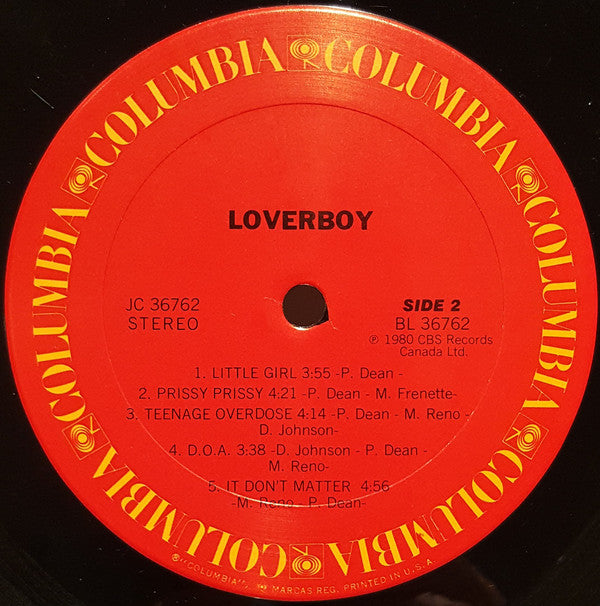 COLUMBIA COLUMBIA COLUMBIA COLUMBIA COLUMBIA COLUMBIA
LOVERBOY
JC 36762
STEREO
SIDE 2
BL 36762
℗ 1980 CBS Records
Canada Ltd.
1. LITTLE GIRL 3:55 -P. Dean -
2. PRISSY PRISSY 4:21 -P. Dean - M. Frenette-
3. TEENAGE OVERDOSE 4:14 -P. Dean - M. Reno -
D. Johnson-
4. D.O.A. 3:38 -D. Johnson - P. Dean -
M. Reno-
5. IT DON'T MATTER 4:56
-M. Reno - P. Dean-
"COLUMBIA", MARCAS REG. PRINTED IN U.S.A.